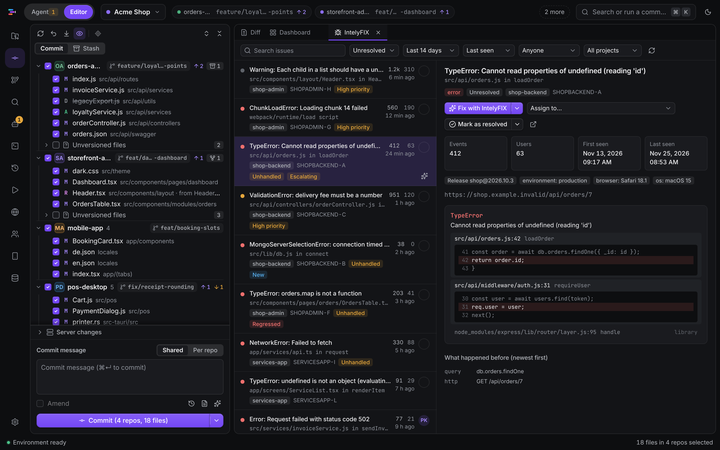 Agent 1 Editor Acme Shop orders-... feature/loyal...-points ↑ 2 storefront-ad... feat/...-dashboard ↑ 1 2 more Search or run a comm... ⌘ K
Commit Stash
orders-a... feature/loyal...-points ↑ 2 1
index.js src/api/routes
invoiceService.js src/api/services
legacyExport.js src/api/utils
loyaltyService.js src/api/services
orderController.js src/api/controllers
orders.json src/api/swagger
Unversioned files 2
storefront-a... feat/da...-dashboard ↑ 1 1
dark.css src/theme
Dashboard.tsx src/components/pages/dashboard
Header.tsx src/components/layout - from Header...
OrdersTable.tsx src/components/modules/orders
Unversioned files 3
mobile-app 4 feat/booking-slots
BookingCard.tsx app/components
de.json locales
en.json locales
index.tsx app/(tabs)
pos-desktop 5 fix/receipt-rounding ↑ 1 ↓ 1
Cart.js src/pos
PaymentDialog.js src/pos
printer.rs src-tauri/src
Server changes
Commit message Shared Per repo
Commit message (⌘↩ to commit)
Amend
Commit (4 repos, 18 files)
Diff Dashboard IntelyFIX ×
Search issues Unresolved Last 14 days Last seen Anyone All projects
Warning: Each child in a list should have a un... 1.2k 310
src/components/layout/Header.tsx in Hea... 6 min ago
shop-admin SHOPADMIN-H High priority
ChunkLoadError: Loading chunk 14 failed 560 190
webpack/runtime/load script 12 min ago
shop-admin SHOPADMIN-G High priority
TypeError: Cannot read properties of undefi... 412 63
src/api/orders.js in loadOrder 24 min ago
shop-backend SHOPBACKEND-A
Unhandled Escalating
ValidationError: delivery fee must be a number 951 120
src/api/controllers/orderController.js in... 1 h ago
shop-backend SHOPBACKEND-C
High priority
MongoServerSelectionError: connection timed ... 38 0
src/lib/db.js in connect 2 h ago
shop-backend SHOPBACKEND-B Unhandled
New
TypeError: orders.map is not a function 203 41
src/components/pages/orders/OrdersTable.t... 3 h ago
shop-admin SHOPADMIN-F Unhandled
Regressed
NetworkError: Failed to fetch 330 88
app/services/api.ts in request 5 h ago
services-app SERVICESAPP-I Unhandled
TypeError: undefined is not an object (evaluatin... 91 29
app/screens/ServiceList.tsx in renderItem 7 h ago
services-app SERVICESAPP-L
Error: Request failed with status code 502 77 21 PK
src/services/invoiceService.js in sendInv... 9 h ago
TypeError: Cannot read properties of undefined (reading 'id')
src/api/orders.js in loadOrder
error Unresolved shop-backend SHOPBACKEND-A
Fix with IntelyFIX Assign to...
Mark as resolved
Events Users First seen Last seen
412 63 Nov 13, 2026 Nov 25, 2026
09:17 AM 08:53 AM
Release shop@2026.10.3 environment: production browser: Safari 18.1 os: macOS 15
https://shop.example.invalid/api/orders/7
TypeError
Cannot read properties of undefined (reading 'id')
src/api/orders.js:42 loadOrder
41 const order = await db.orders.findOne({ _id: id });
42 return order.id;
43 }
src/api/middleware/auth.js:31 requireUser
30 const user = await users.find(token);
31 req.user = user;
32 next();
node_modules/express/lib/router/layer.js:95 handle library
What happened before (newest first)
query db.orders.findOne
http GET /api/orders/7
Environment ready 18 files in 4 repos selected